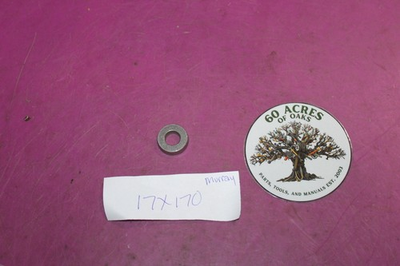 60 ACRES
OF OAKS
PARTS, TOOLS, AND MANUALS EST. 2003
Murray
17X170